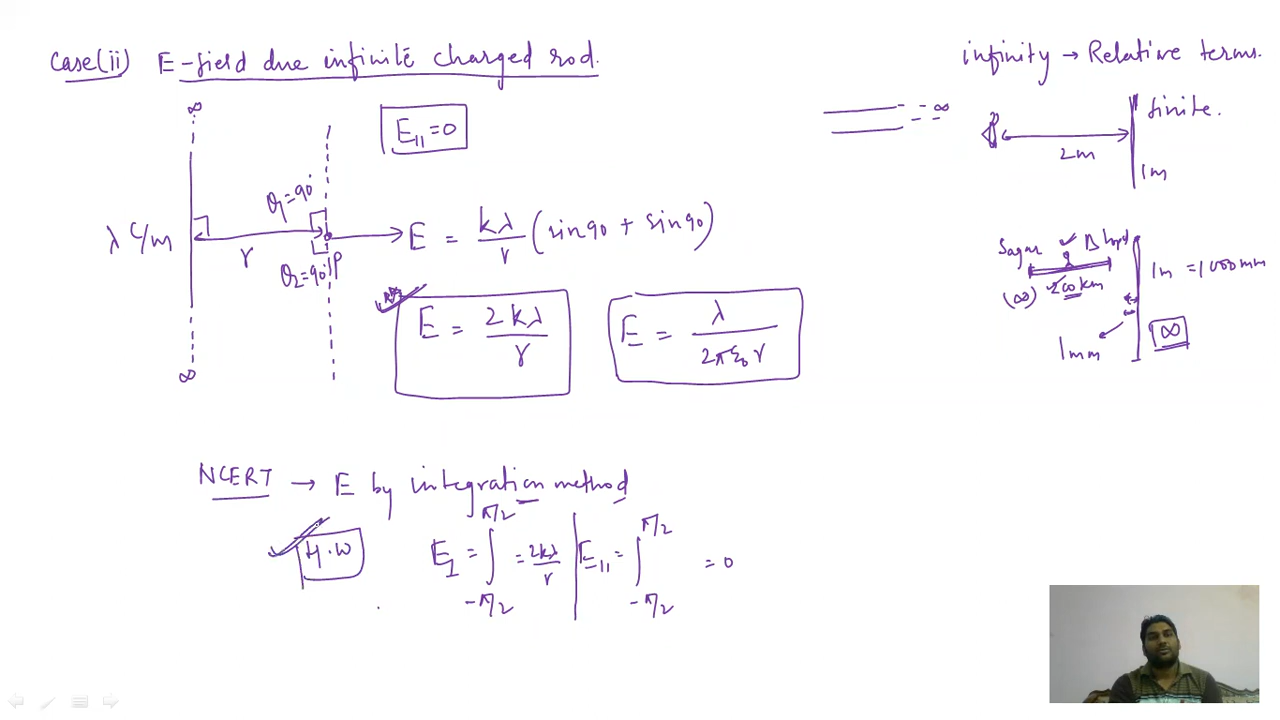 Case(ii) E-field due infinite charged rod.
∞
E₁₁ = 0
θ₁ = 90°
λ C/m
r
θ₂ = 90°
P
E = kλ/r (sin90 + sin90)
E = 2kλ/r
E = λ/2πε₀r
∞
infinity → Relative terms.
∞
finite.
2m
1m
Sagar
(∞)
200km
1m = 1000mm
1mm
∞
NCERT → E by integration method
H.W
E⊥ = ∫ π/2 -π/2 = 2kλ/r
E₁₁ = ∫ π/2 -π/2 = 0